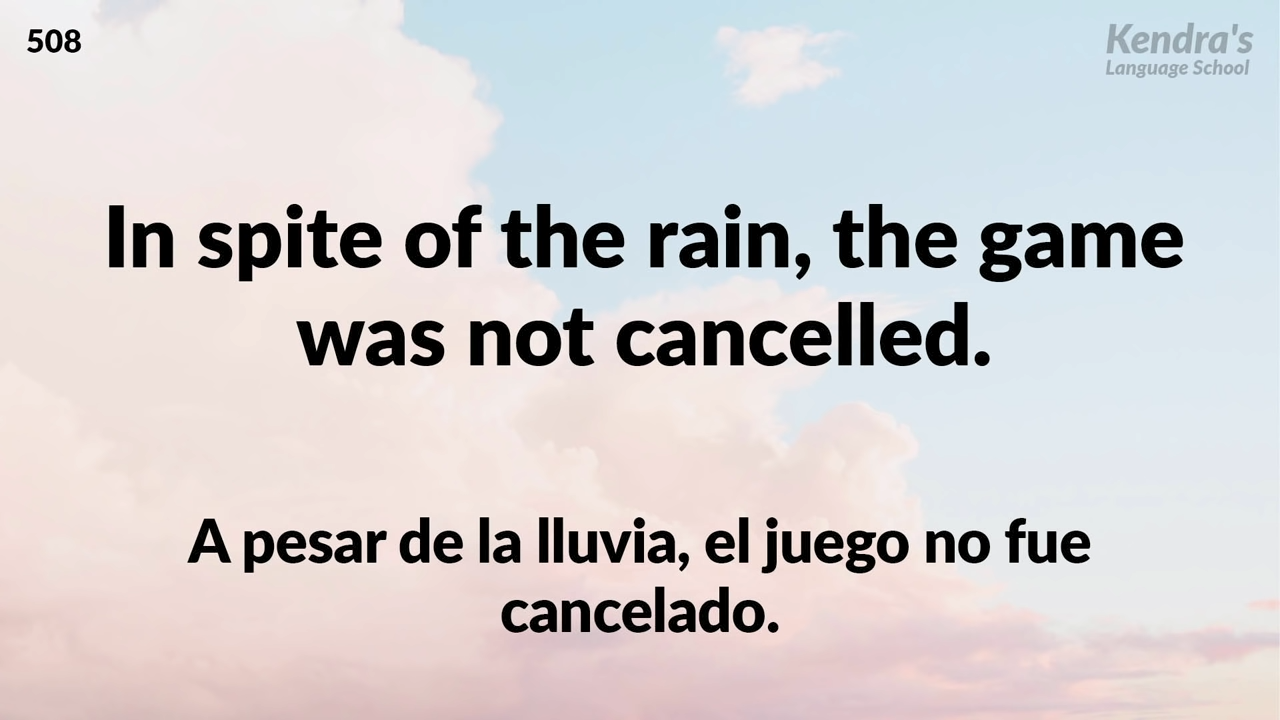 508
Kendra's
Language School
In spite of the rain, the game
was not cancelled.
A pesar de la lluvia, el juego no fue
cancelado.